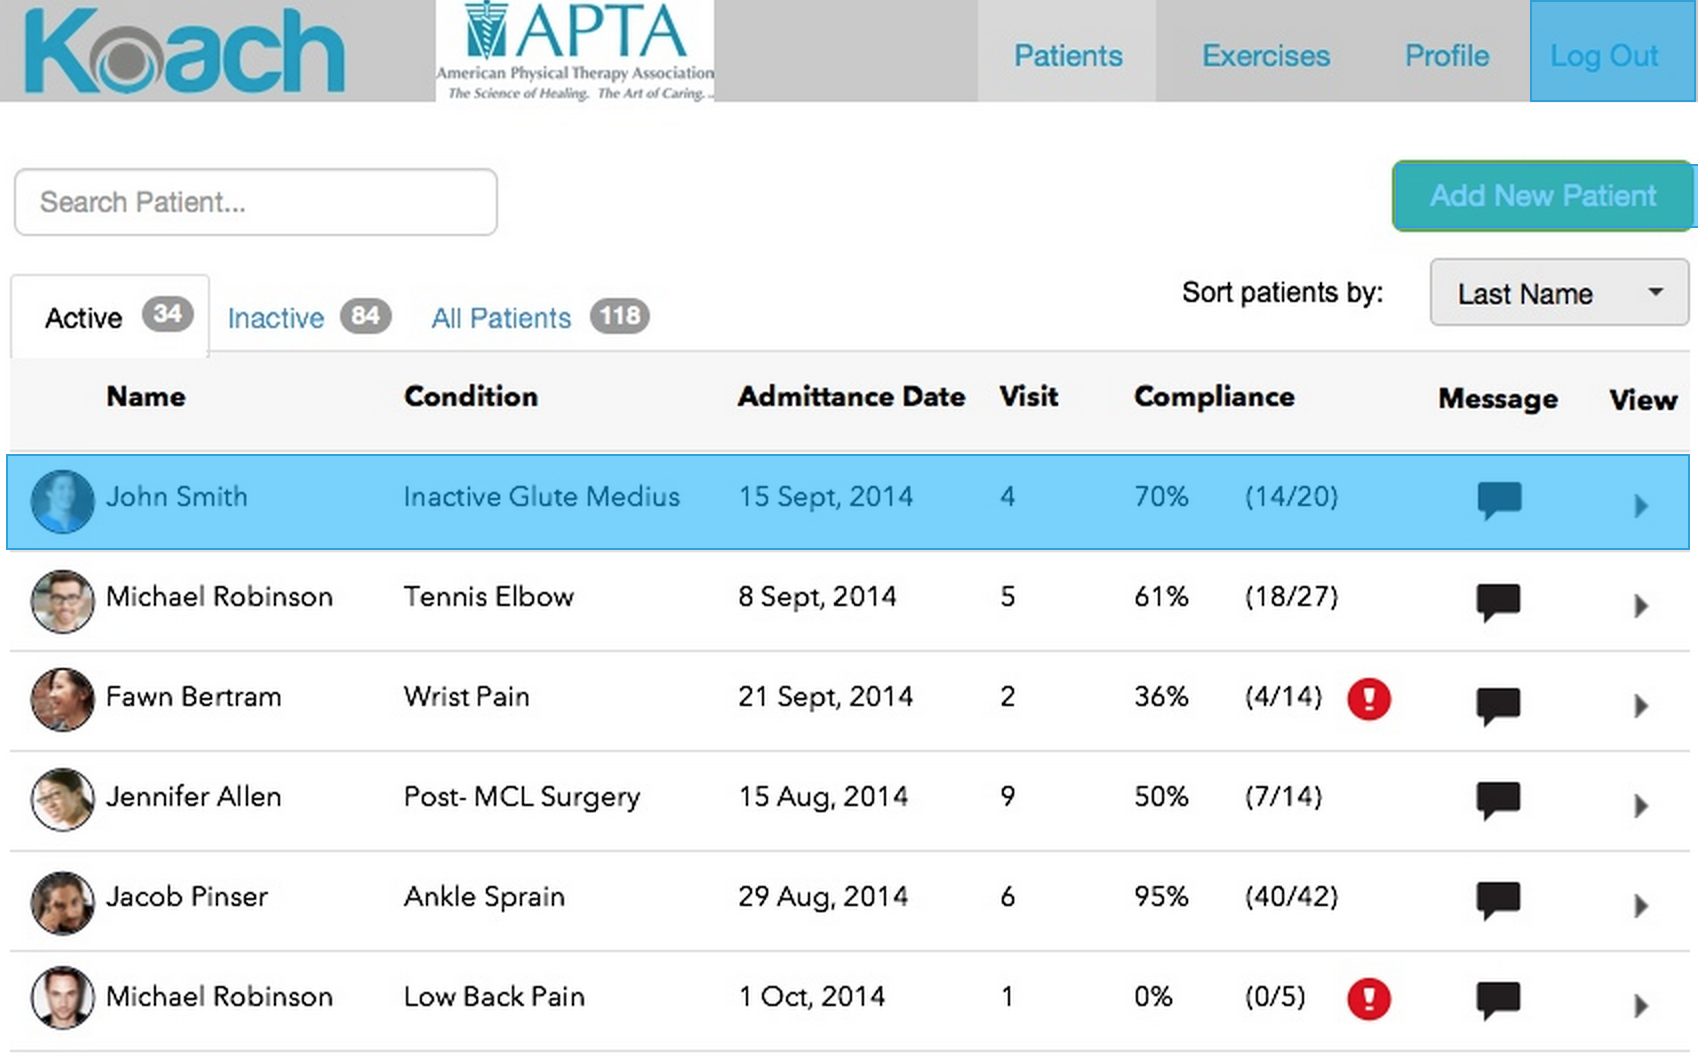 Koach
APTA
American Physical Therapy Association
The Science of Healing. The Art of Caring...
Patients Exercises Profile Log Out
Search Patient...
Add New Patient
Sort patients by: Last Name
Active 34 Inactive 84 All Patients 118
Name Condition Admittance Date Visit Compliance Message View
John Smith Inactive Glute Medius 15 Sept, 2014 4 70% (14/20)
Michael Robinson Tennis Elbow 8 Sept, 2014 5 61% (18/27)
Fawn Bertram Wrist Pain 21 Sept, 2014 2 36% (4/14) !
Jennifer Allen Post- MCL Surgery 15 Aug, 2014 9 50% (7/14)
Jacob Pinser Ankle Sprain 29 Aug, 2014 6 95% (40/42)
Michael Robinson Low Back Pain 1 Oct, 2014 1 0% (0/5) !